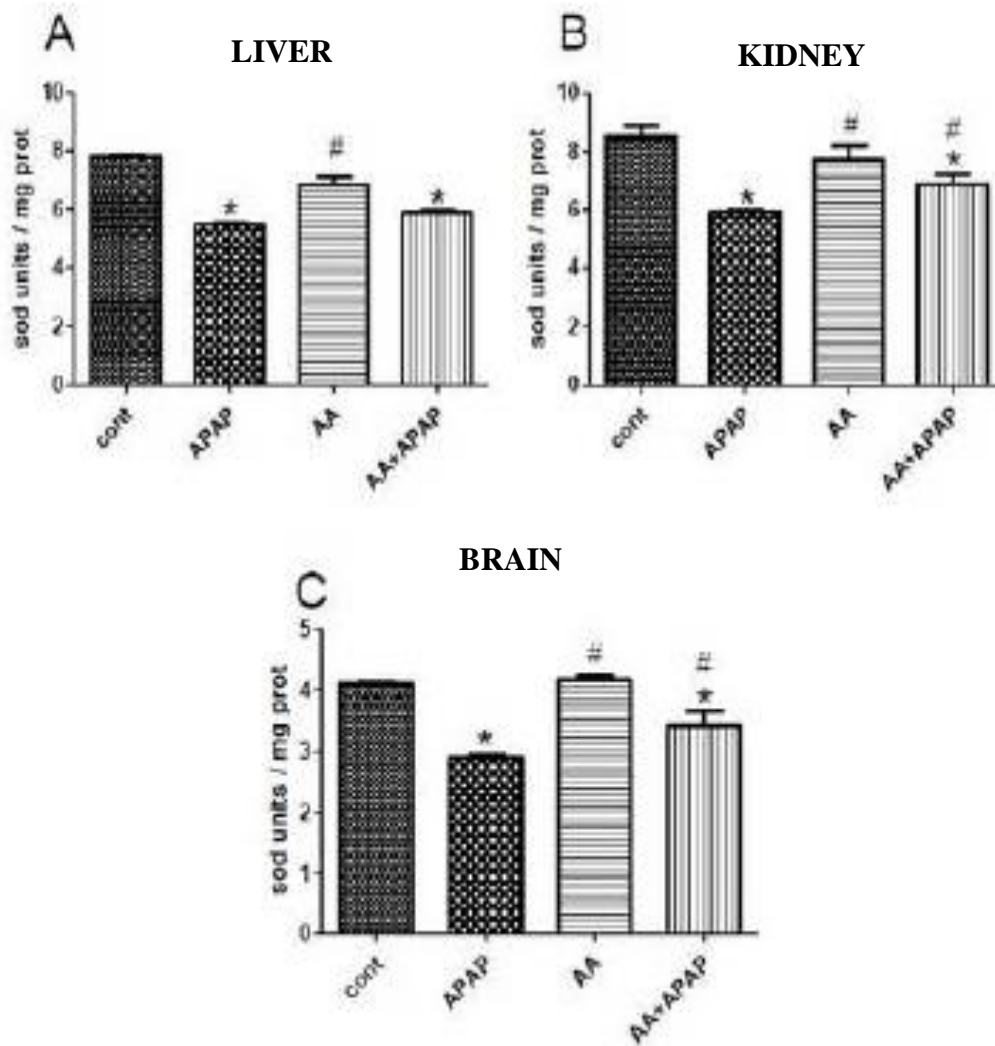 A
LIVER
sod units / mg prot
10
8
6
4
2
0
#
*
*
cont
APAP
AA
AA+APAP
B
KIDNEY
sod units / mg prot
10
8
6
4
2
0
*
#
#
*
cont
APAP
AA
AA+APAP
C
BRAIN
sod units / mg prot
5
4
3
2
1
0
*
#
#
*
cont
APAP
AA
AA+APAP